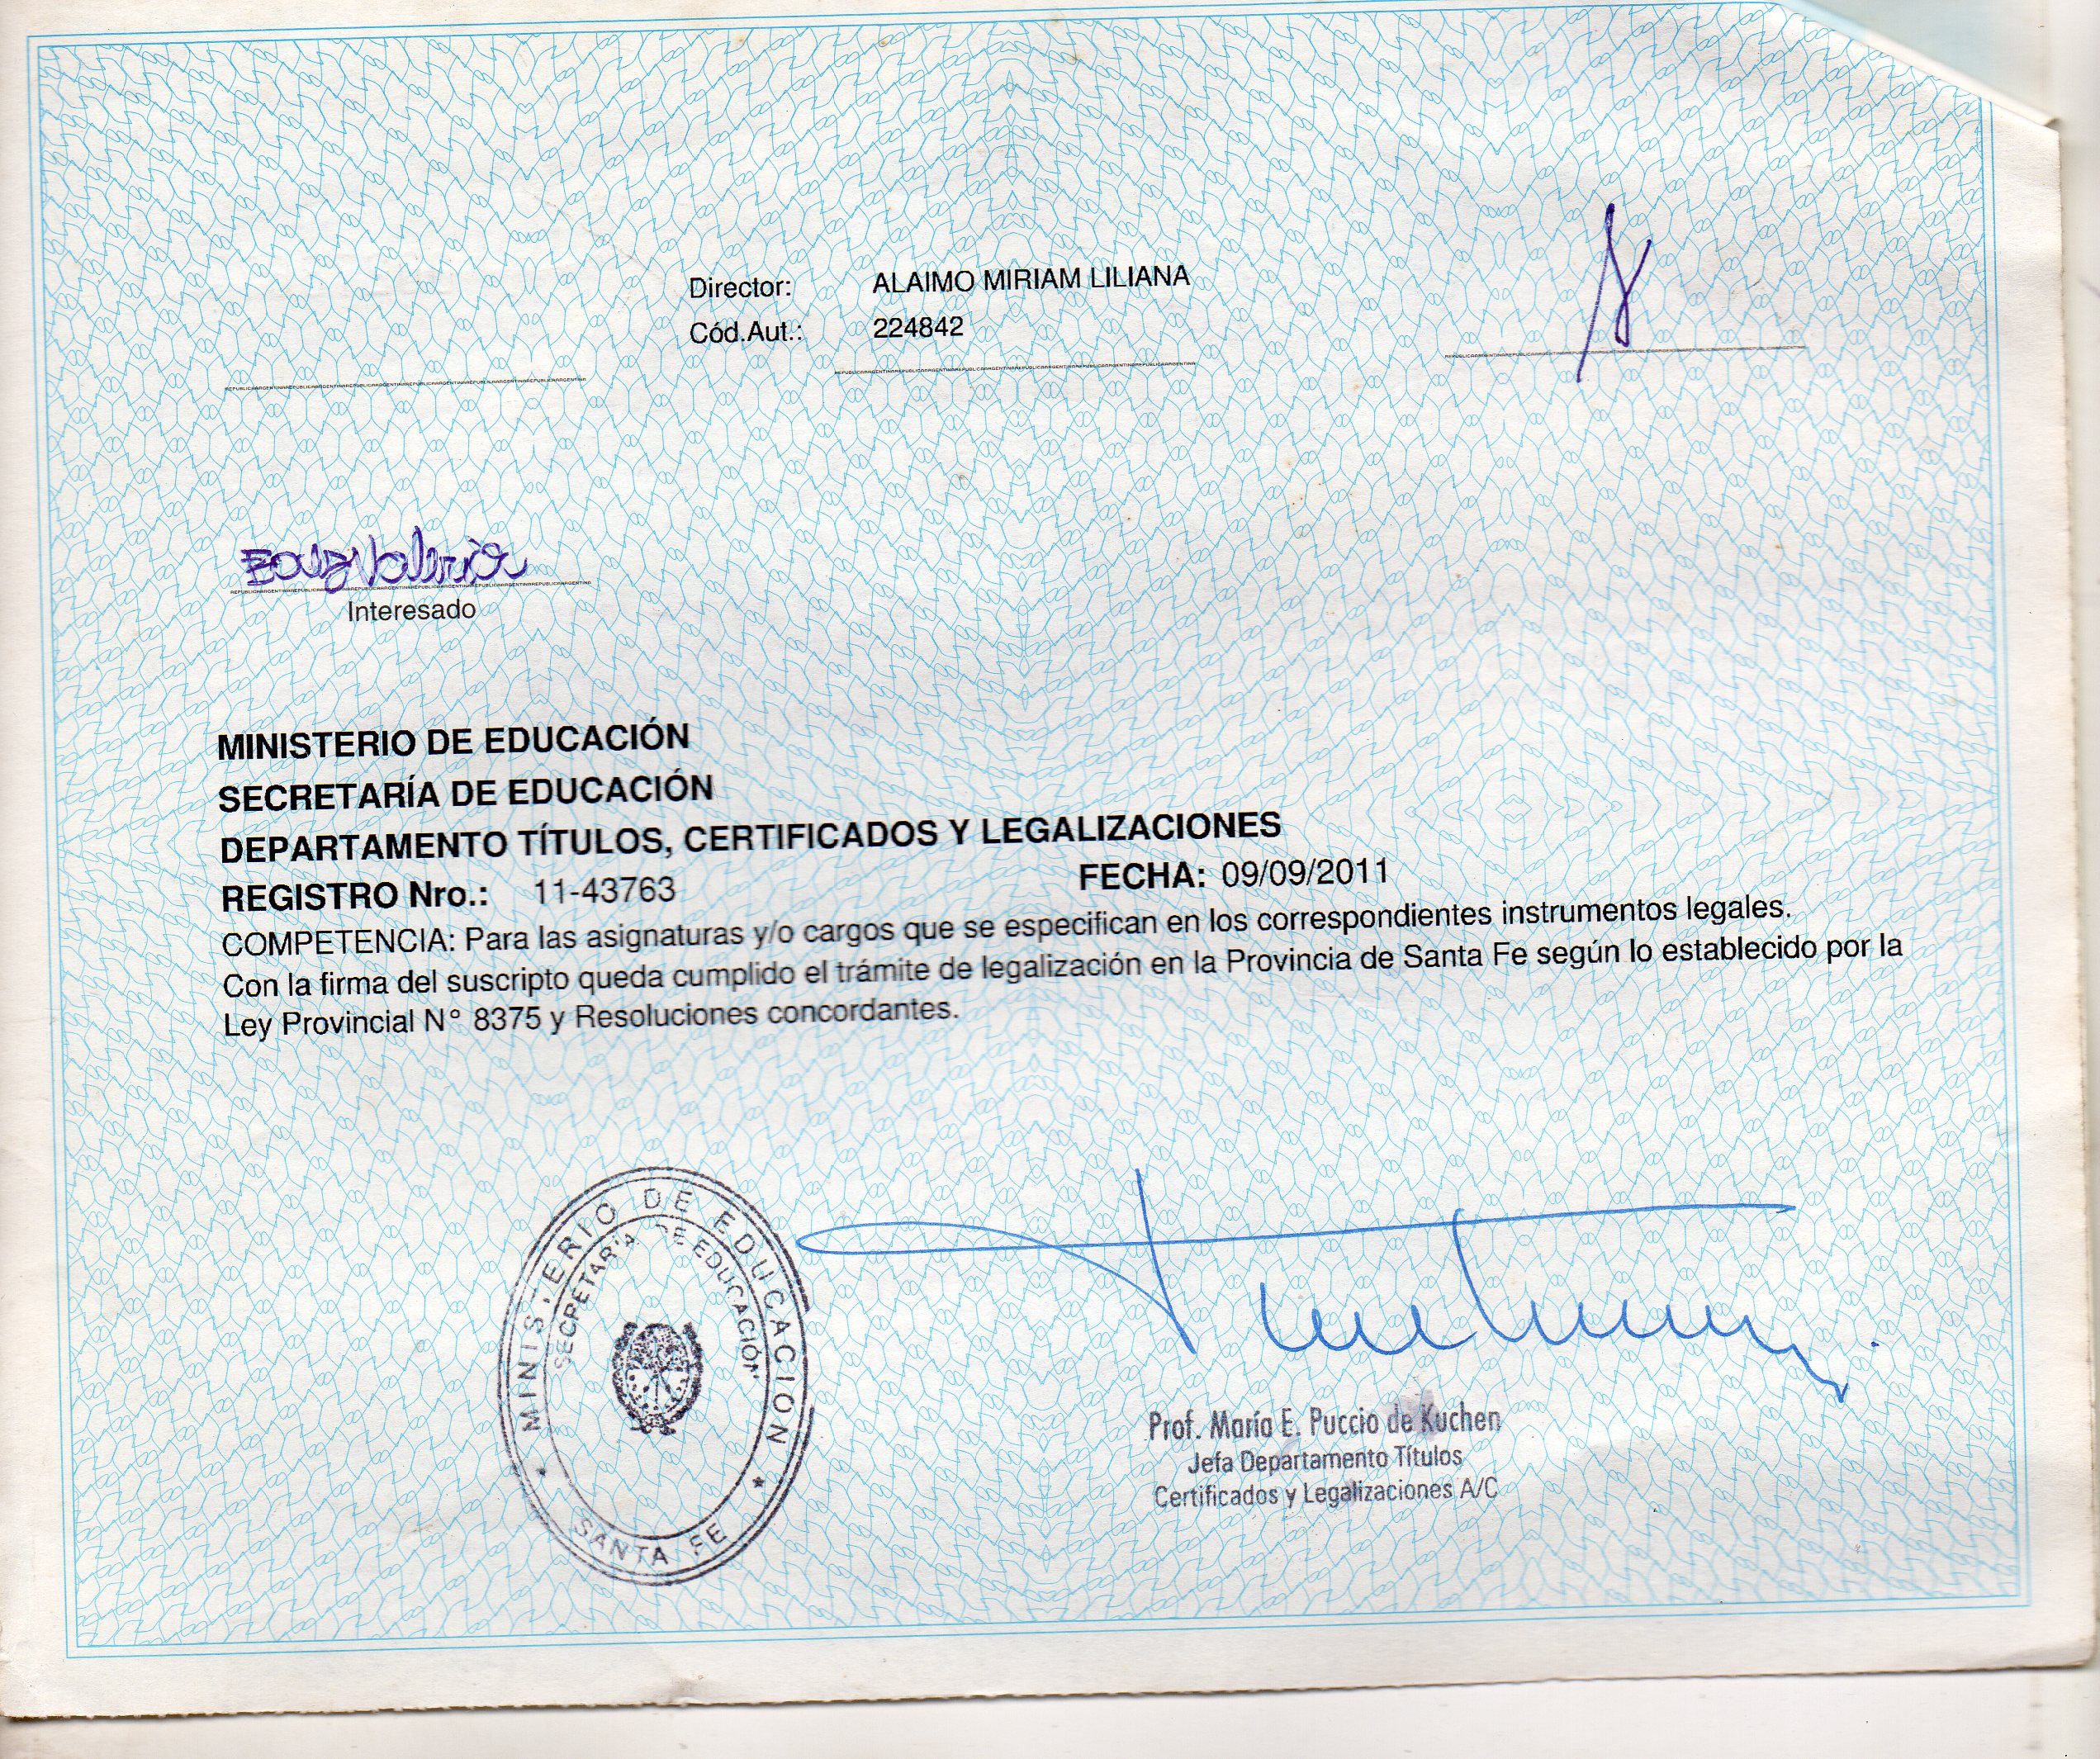 Director: ALAIMO MIRIAM LILIANA
Cód.Aut.: 224842
Valeria
Interesado
MINISTERIO DE EDUCACIÓN
SECRETARÍA DE EDUCACIÓN
DEPARTAMENTO TÍTULOS, CERTIFICADOS Y LEGALIZACIONES
REGISTRO Nro.: 11-43763 FECHA: 09/09/2011
COMPETENCIA: Para las asignaturas y/o cargos que se especifican en los correspondientes instrumentos legales.
Con la firma del suscripto queda cumplido el trámite de legalización en la Provincia de Santa Fe según lo establecido por la
Ley Provincial N° 8375 y Resoluciones concordantes.
MINISTERIO DE EDUCACION
SECRETARIA DE EDUCACIÓN
SANTA FE
Prof. María E. Puccio de Kuchen
Jefa Departamento Títulos
Certificados y Legalizaciones A/C